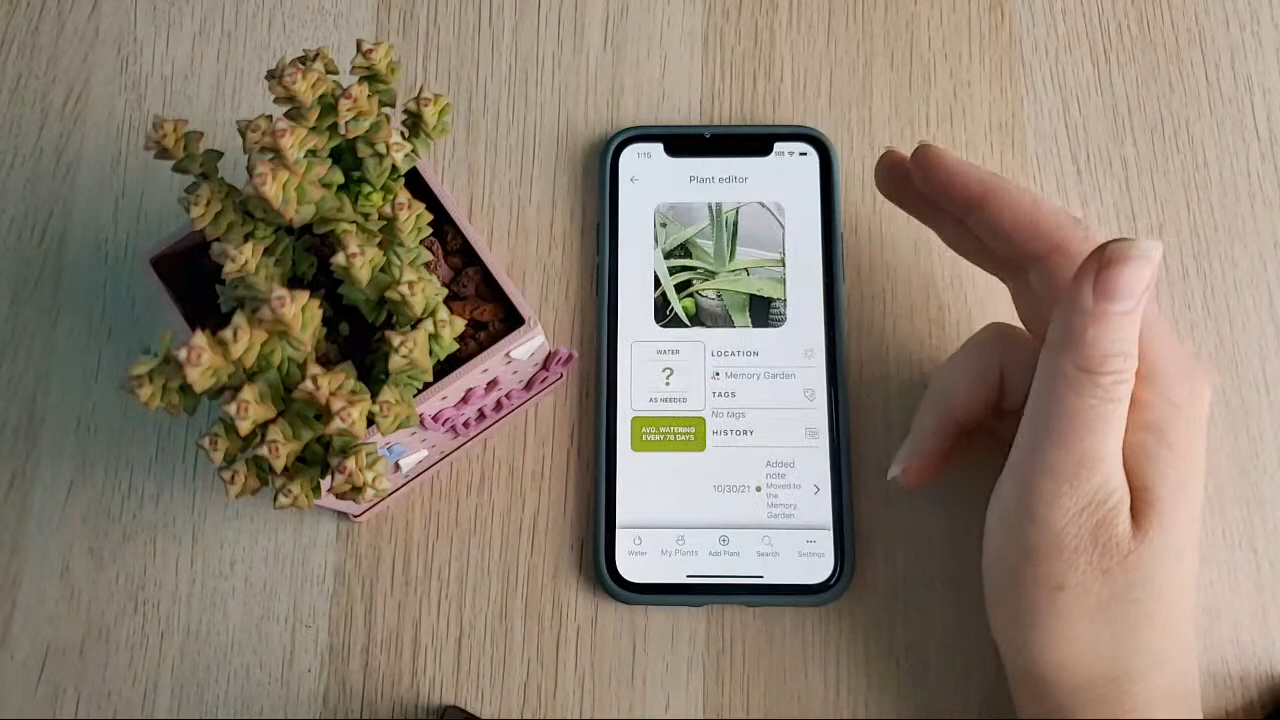 1:15
SOS
Plant editor
WATER
?
AS NEEDED
AVG. WATERING
EVERY 76 DAYS
LOCATION
Memory Garden
TAGS
No tags
HISTORY
10/30/21
Added
note
Moved to
the
Memory
Garden.
Water
My Plants
Add Plant
Search
Settings